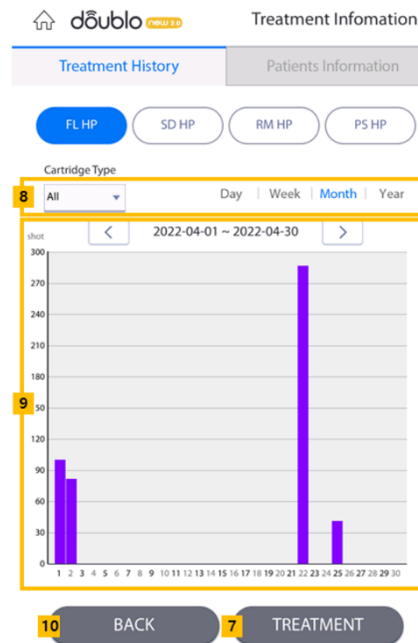 doublo new 2.0 Treatment Infomation
Treatment History Patients Information
FL HP SD HP RM HP PS HP
Cartridge Type
8 All Day | Week | Month | Year
shot < 2022-04-01 ~ 2022-04-30 >
300
270
240
210
180
9 50
120
90
60
30
0
1 2 3 4 5 6 7 8 9 10 11 12 13 14 15 16 17 18 19 20 21 22 23 24 25 26 27 28 29 30
10 BACK 7 TREATMENT